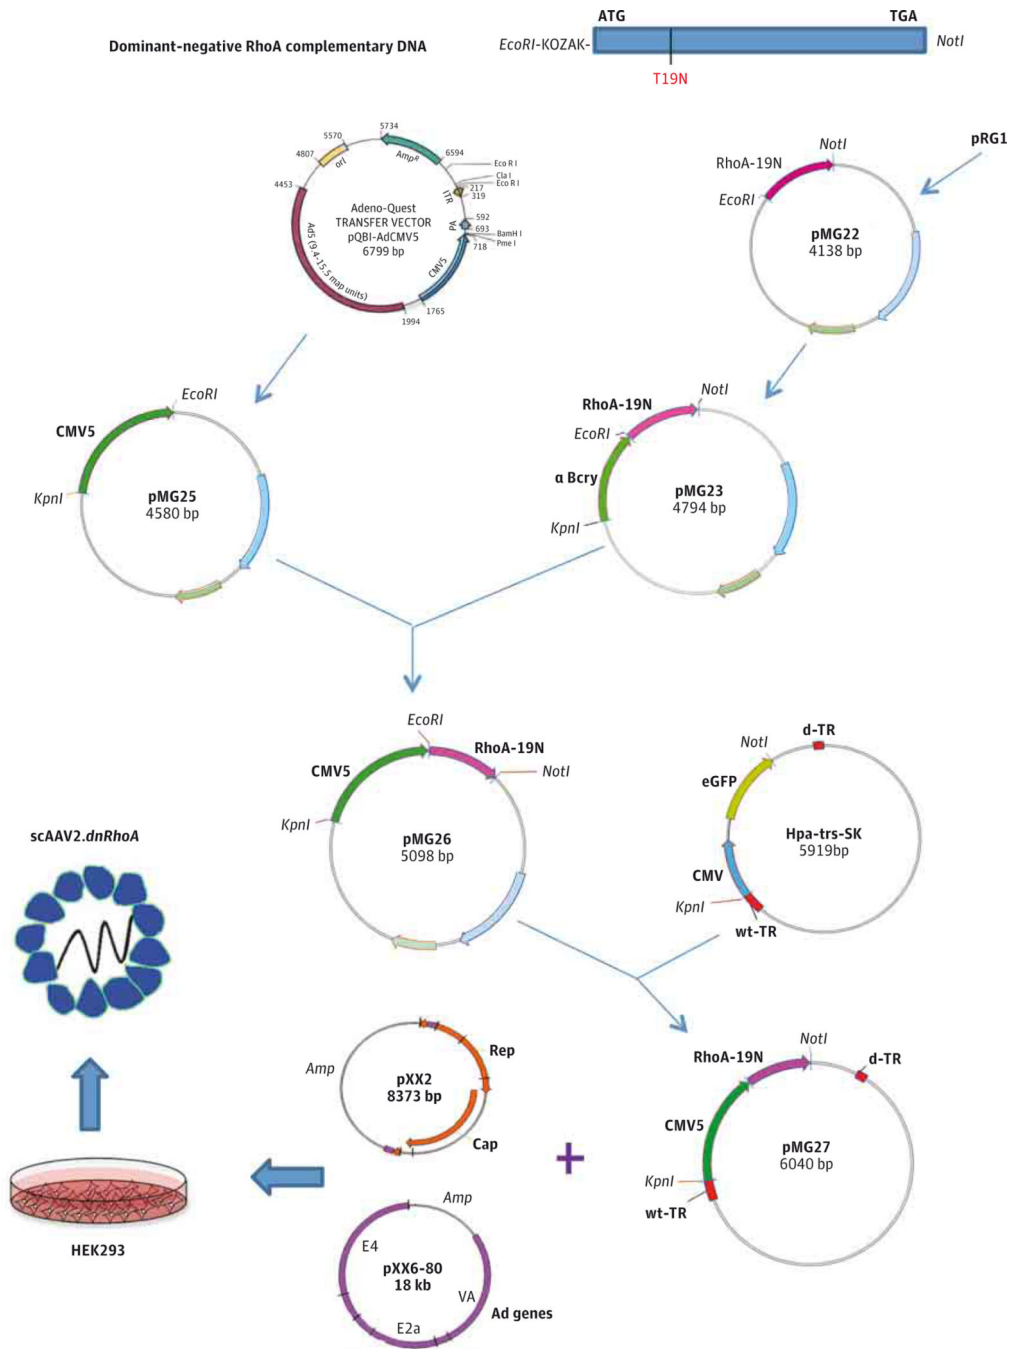 ATG
TGA
Dominant-negative RhoA complementary DNA
EcoRI-KOZAK-
NotI
T19N
5734
5570
4807
orI
AmpR
6594
Eco R I
Cla I
Eco R I
217
319
ITR
4453
Adeno-Quest
TRANSFER VECTOR
pQBI-AdCMV5
6799 bp
592
693
PA
BamH I
Pme I
718
CMV5
Ad5 (9.4-15.5 map units)
1765
1994
NotI
pRG1
RhoA-19N
EcoRI
pMG22
4138 bp
EcoRI
CMV5
KpnI
pMG25
4580 bp
NotI
RhoA-19N
EcoRI
α Bcry
pMG23
4794 bp
KpnI
EcoRI
RhoA-19N
CMV5
NotI
KpnI
pMG26
5098 bp
d-TR
NotI
eGFP
Hpa-trs-SK
5919bp
CMV
KpnI
wt-TR
scAAV2.dnRhoA
Amp
Rep
pXX2
8373 bp
Cap
NotI
RhoA-19N
d-TR
CMV5
pMG27
6040 bp
KpnI
wt-TR
+
HEK293
Amp
E4
pXX6-80
18 kb
VA
Ad genes
E2a